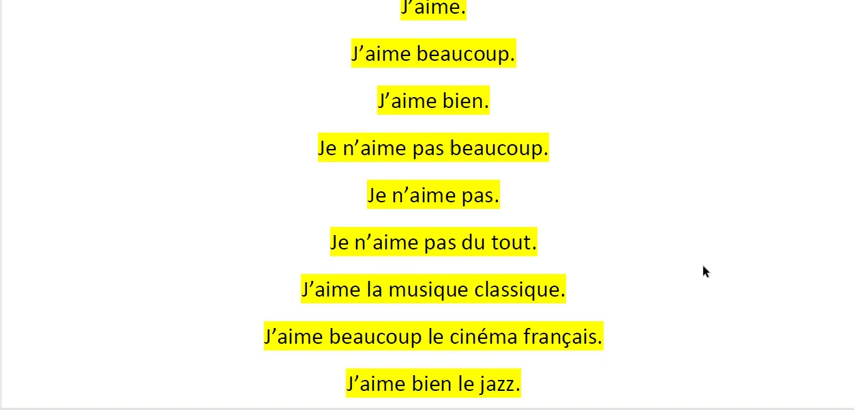 J’aime.
J’aime beaucoup.
J’aime bien.
Je n’aime pas beaucoup.
Je n’aime pas.
Je n’aime pas du tout.
J’aime la musique classique.
J’aime beaucoup le cinéma français.
J’aime bien le jazz.